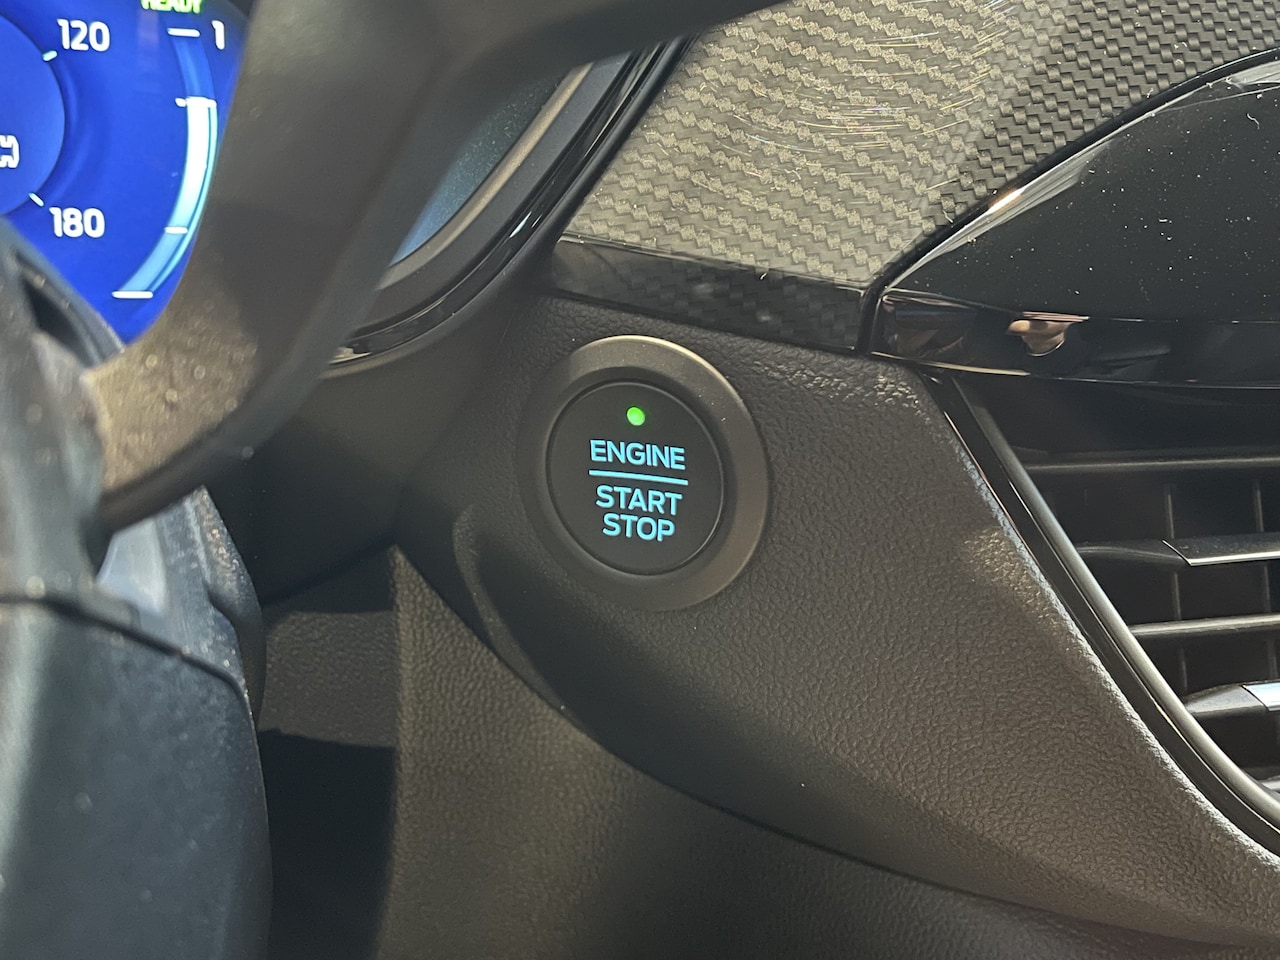 READY
120
1
180
ENGINE
START
STOP